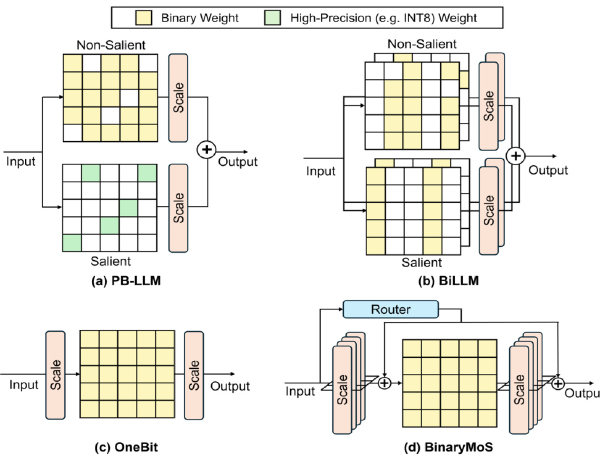 Binary Weight
High-Precision (e.g. INT8) Weight
Non-Salient
Scale
Input
Output
Scale
Salient
(a) PB-LLM
Non-Salient
Scale
Input
Output
Scale
Salient
(b) BiLLM
Input
Scale
Scale
Output
(c) OneBit
Router
Input
Scale
Scale
Output
(d) BinaryMoS